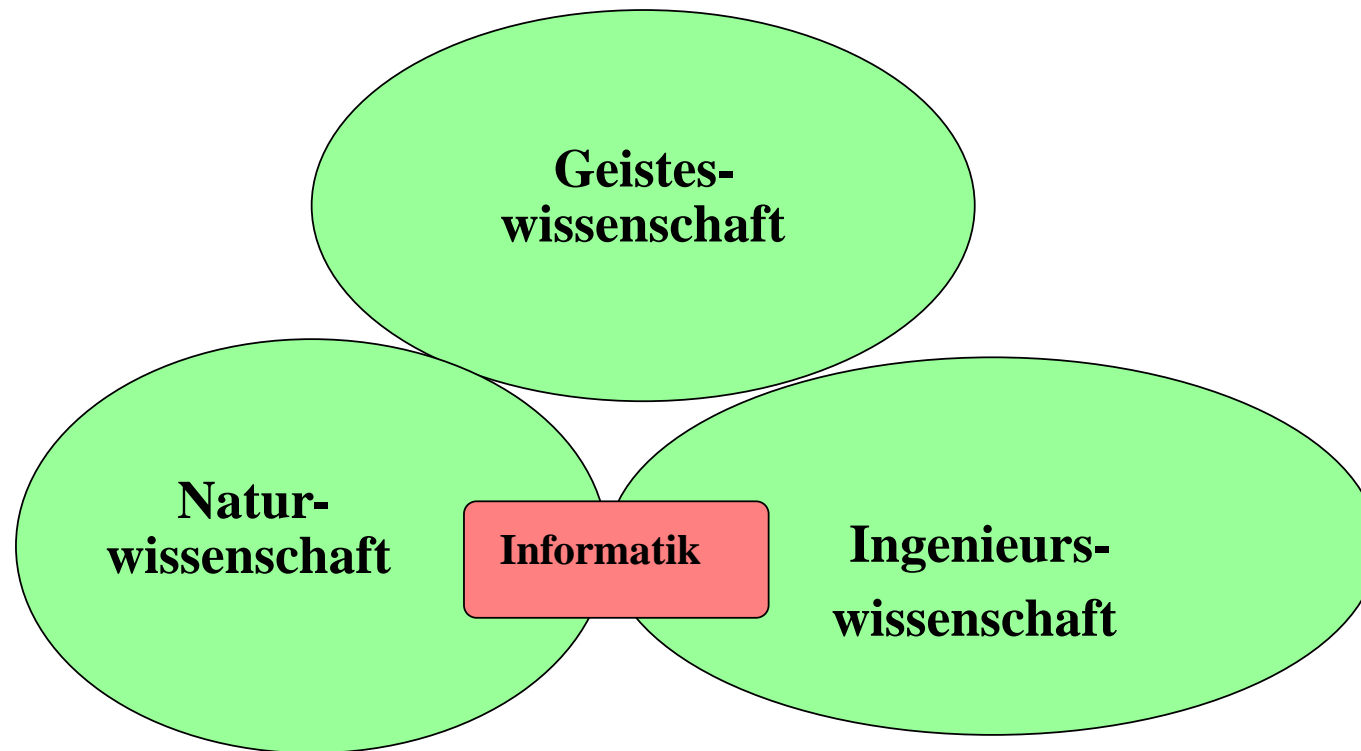 Geistes-
wissenschaft
Natur-
wissenschaft
Informatik
Ingenieurs-
wissenschaft